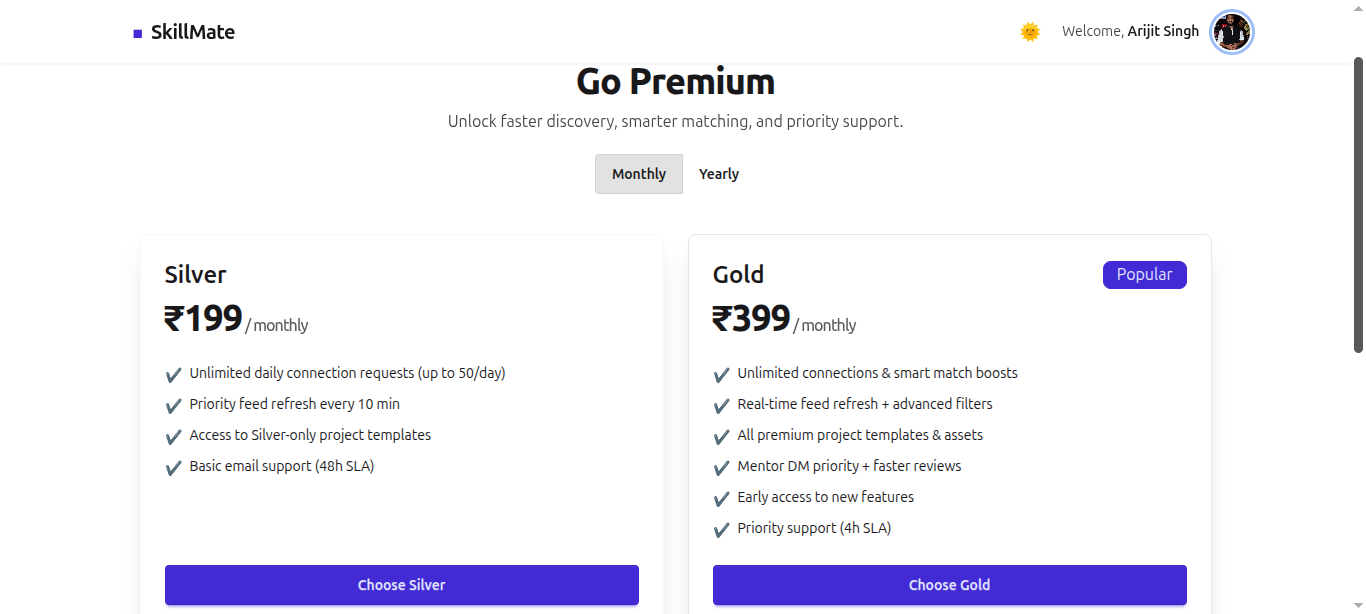 SkillMate
Welcome, Arijit Singh
Go Premium
Unlock faster discovery, smarter matching, and priority support.
Monthly Yearly
Silver
₹199 / monthly
✔ Unlimited daily connection requests (up to 50/day)
✔ Priority feed refresh every 10 min
✔ Access to Silver-only project templates
✔ Basic email support (48h SLA)
Choose Silver
Gold
Popular
₹399 / monthly
✔ Unlimited connections & smart match boosts
✔ Real-time feed refresh + advanced filters
✔ All premium project templates & assets
✔ Mentor DM priority + faster reviews
✔ Early access to new features
✔ Priority support (4h SLA)
Choose Gold